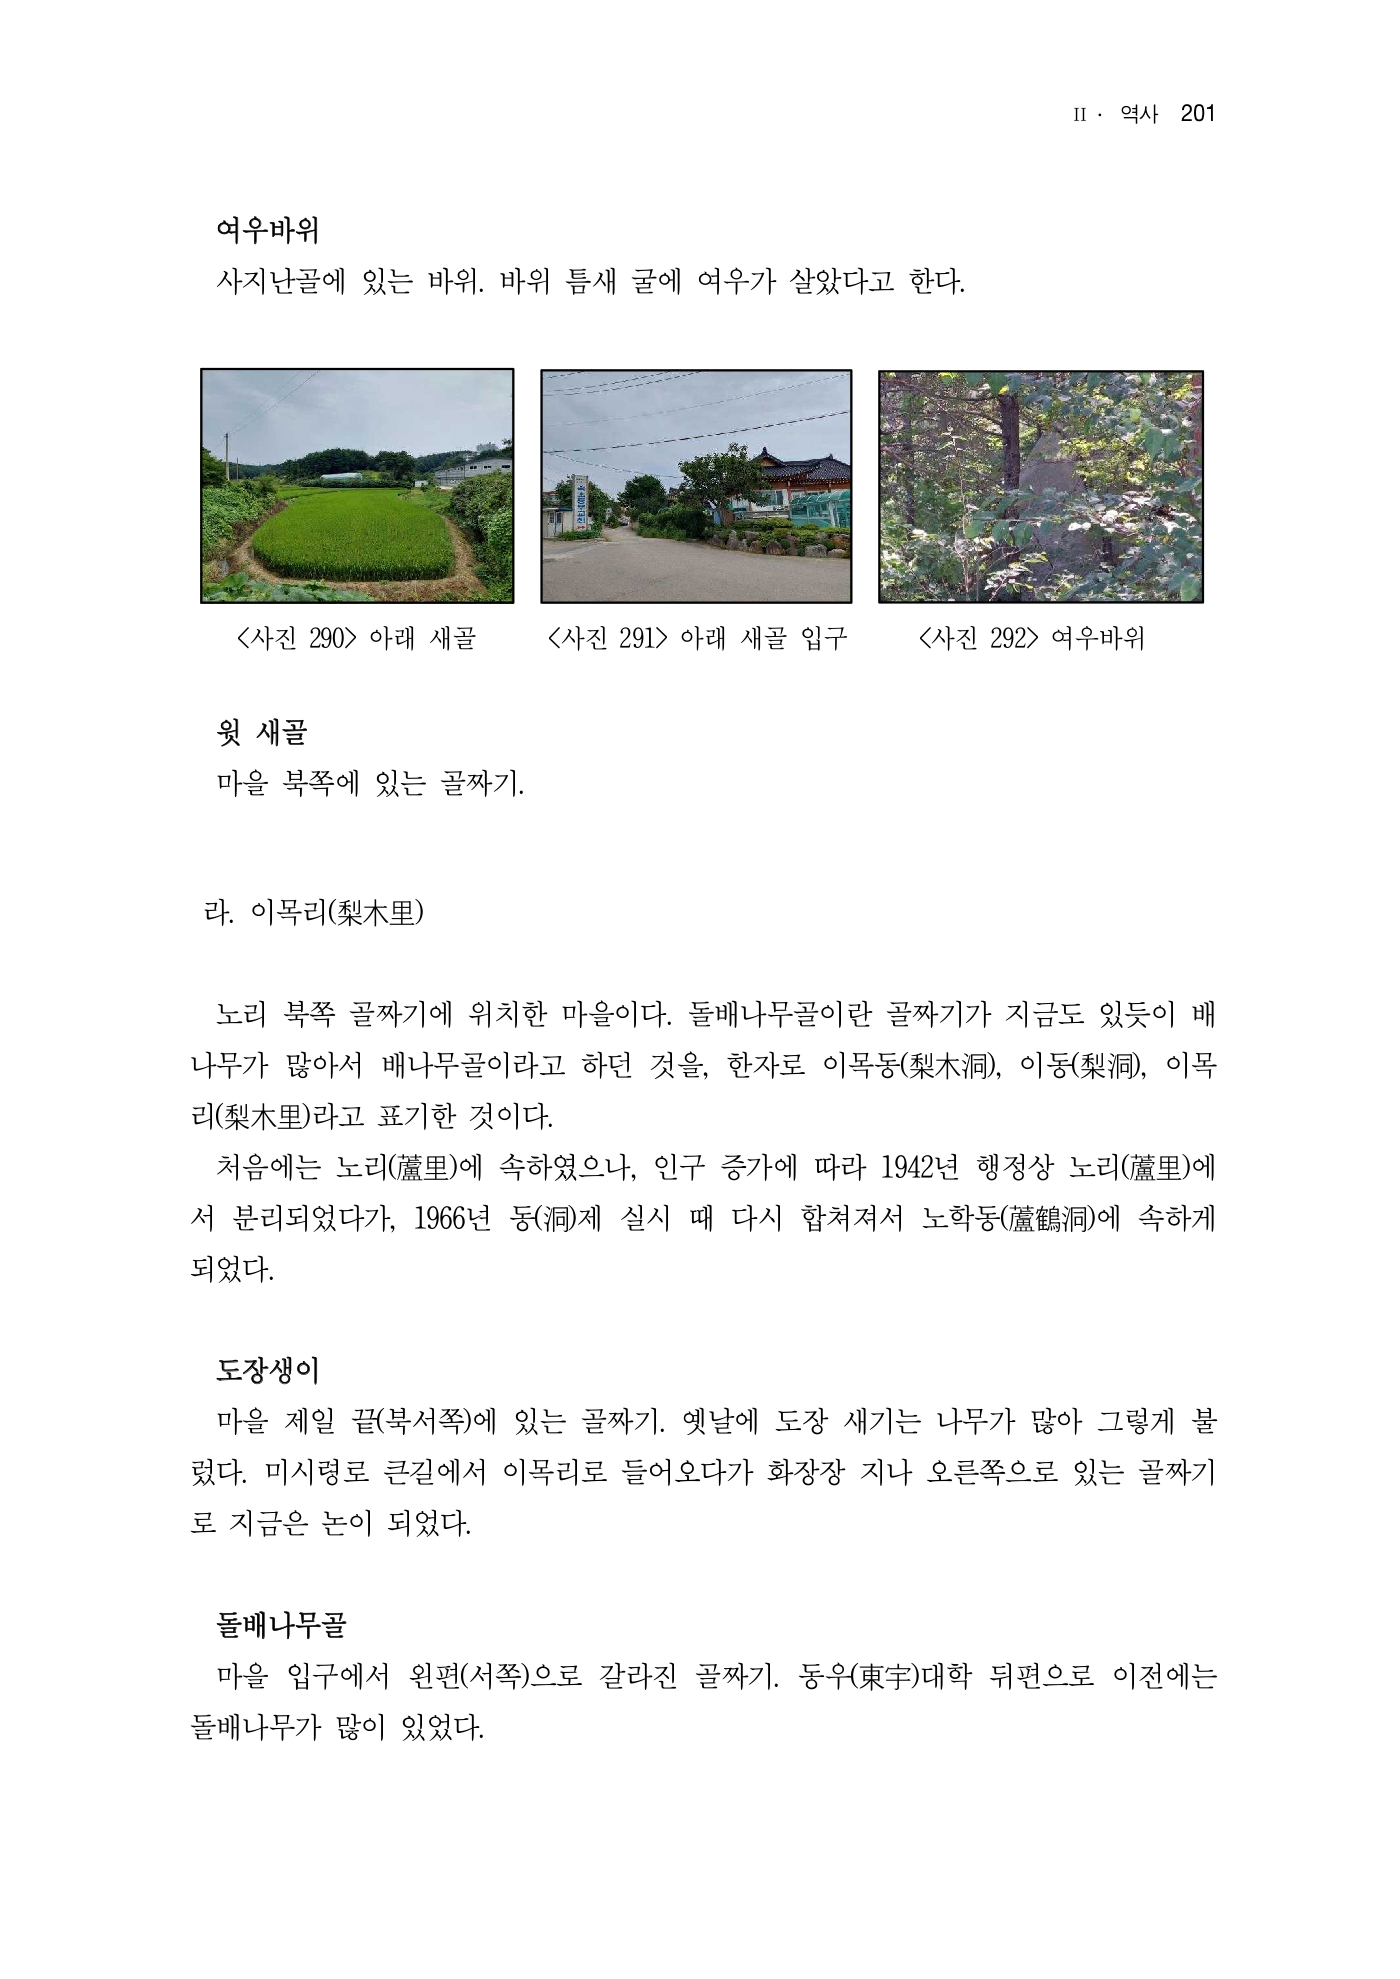 II · 역사 201
여우바위
사지난골에 있는 바위. 바위 틈새 굴에 여우가 살았다고 한다.
<사진 290> 아래 새골
<사진 291> 아래 새골 입구
<사진 292> 여우바위
윗 새골
마을 북쪽에 있는 골짜기.
라. 이목리(梨木里)
노리 북쪽 골짜기에 위치한 마을이다. 돌배나무골이란 골짜기가 지금도 있듯이 배
나무가 많아서 배나무골이라고 하던 것을, 한자로 이목동(梨木洞), 이동(梨洞), 이목
리(梨木里)라고 표기한 것이다.
처음에는 노리(蘆里)에 속하였으나, 인구 증가에 따라 1942년 행정상 노리(蘆里)에
서 분리되었다가, 1966년 동(洞)제 실시 때 다시 합쳐져서 노학동(蘆鶴洞)에 속하게
되었다.
도장생이
마을 제일 끝(북서쪽)에 있는 골짜기. 옛날에 도장 새기는 나무가 많아 그렇게 불
렀다. 미시령로 큰길에서 이목리로 들어오다가 화장장 지나 오른쪽으로 있는 골짜기
로 지금은 논이 되었다.
돌배나무골
마을 입구에서 왼편(서쪽)으로 갈라진 골짜기. 동우(東宇)대학 뒤편으로 이전에는
돌배나무가 많이 있었다.